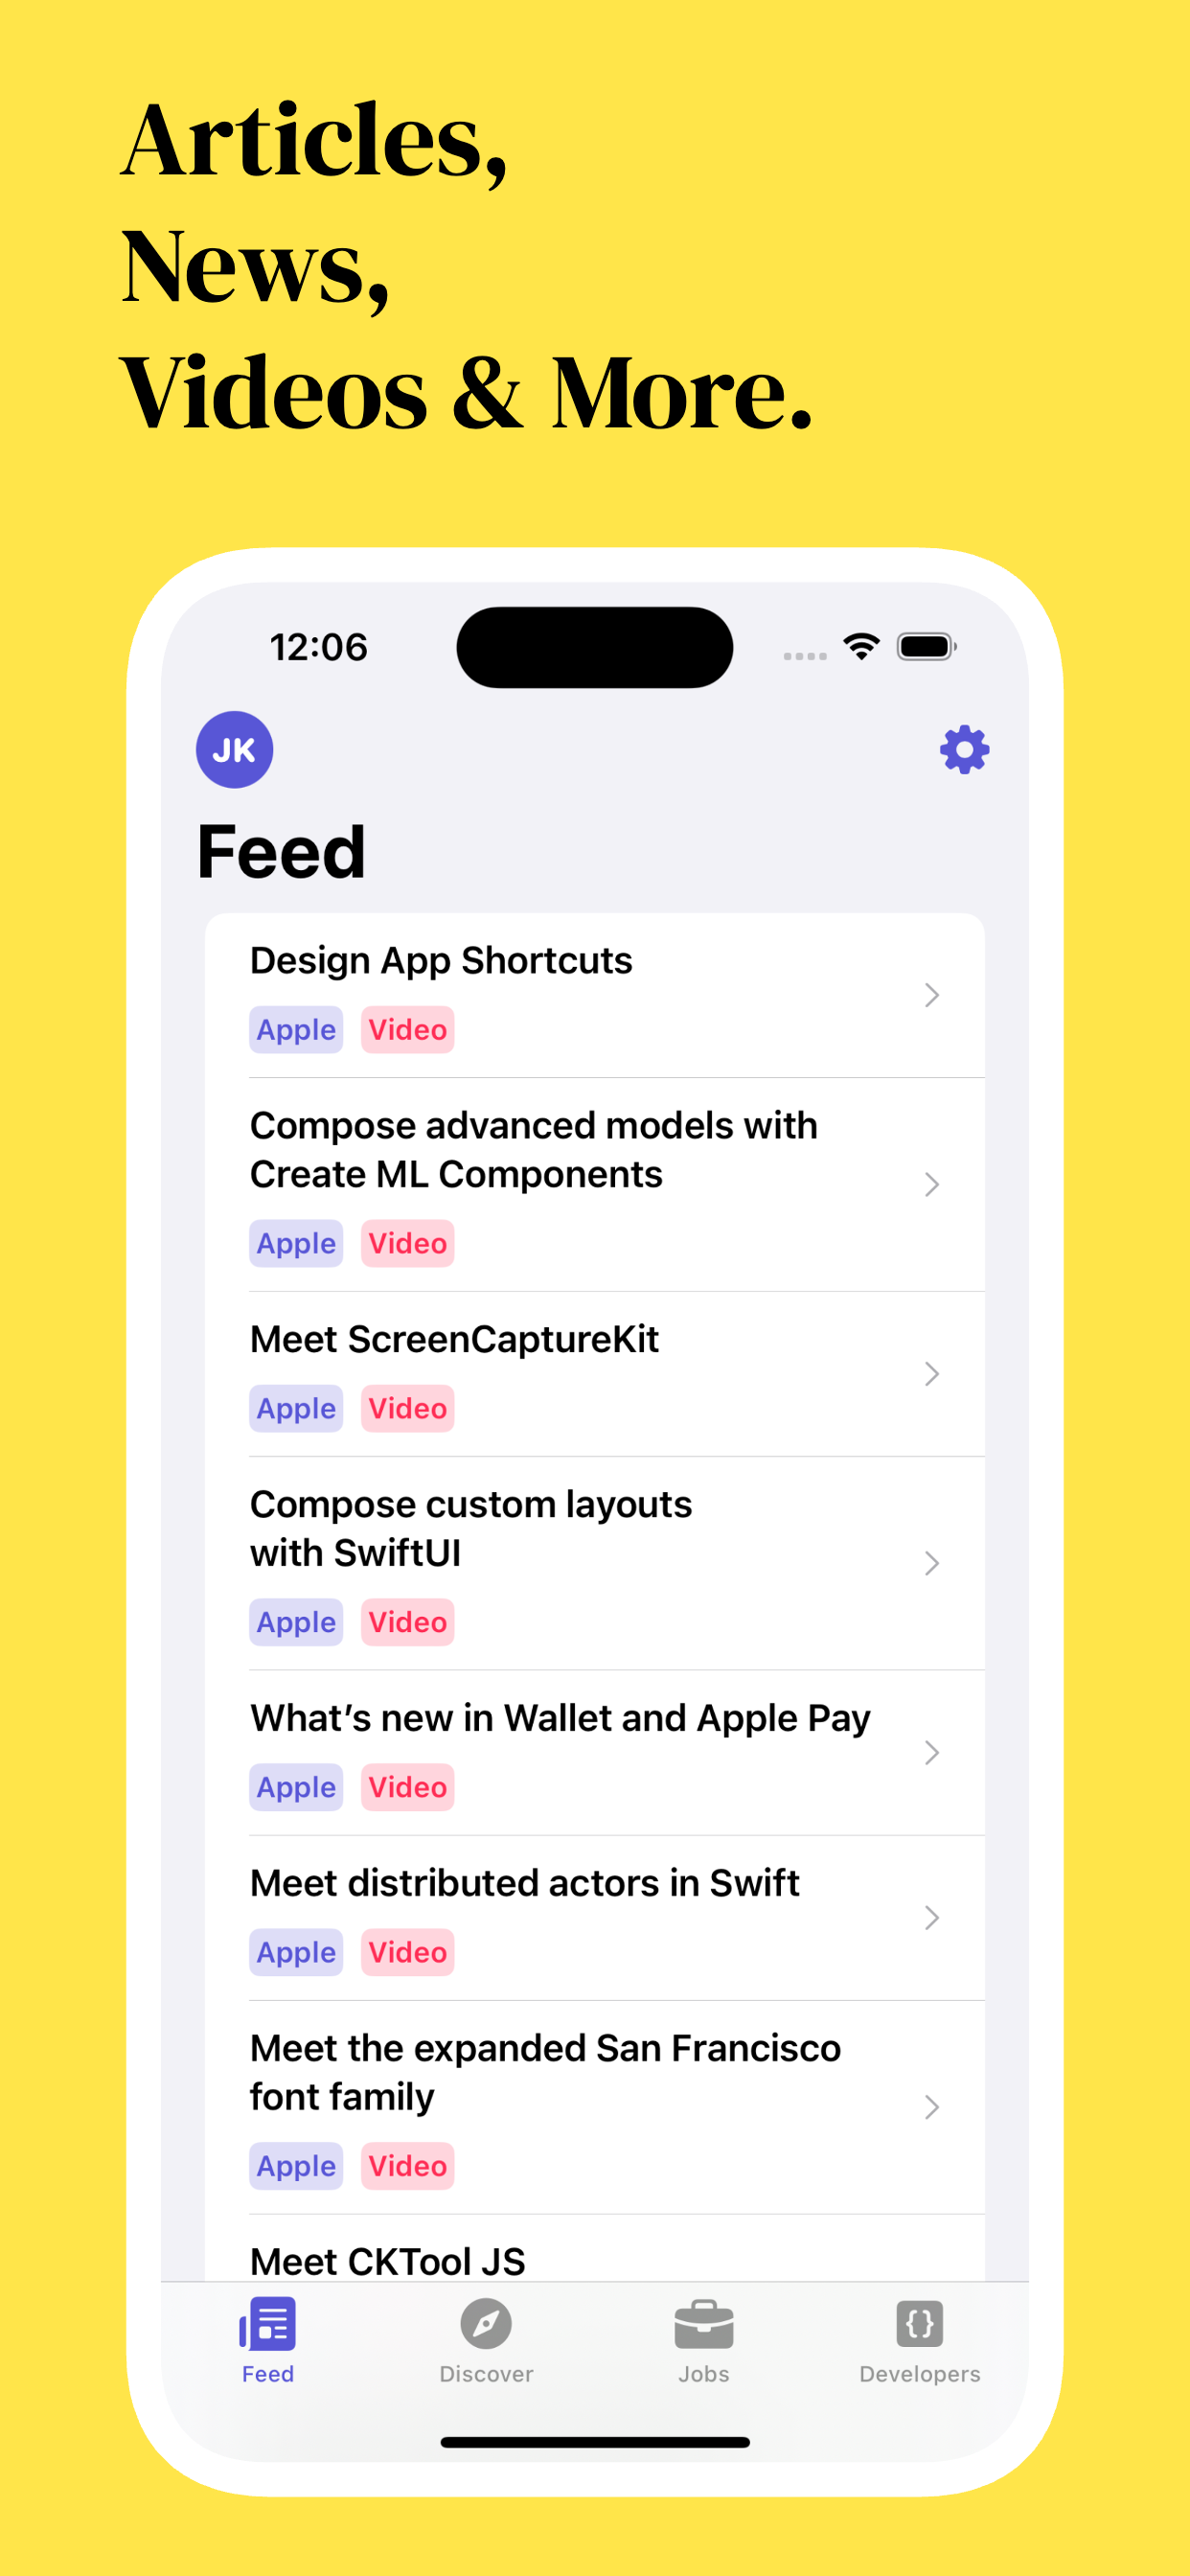 Articles,
News,
Videos & More.
12:06
JK
Feed
Design App Shortcuts
Apple Video
Compose advanced models with
Create ML Components
Apple Video
Meet ScreenCaptureKit
Apple Video
Compose custom layouts
with SwiftUI
Apple Video
What’s new in Wallet and Apple Pay
Apple Video
Meet distributed actors in Swift
Apple Video
Meet the expanded San Francisco
font family
Apple Video
Meet CKTool JS
Feed Discover Jobs Developers